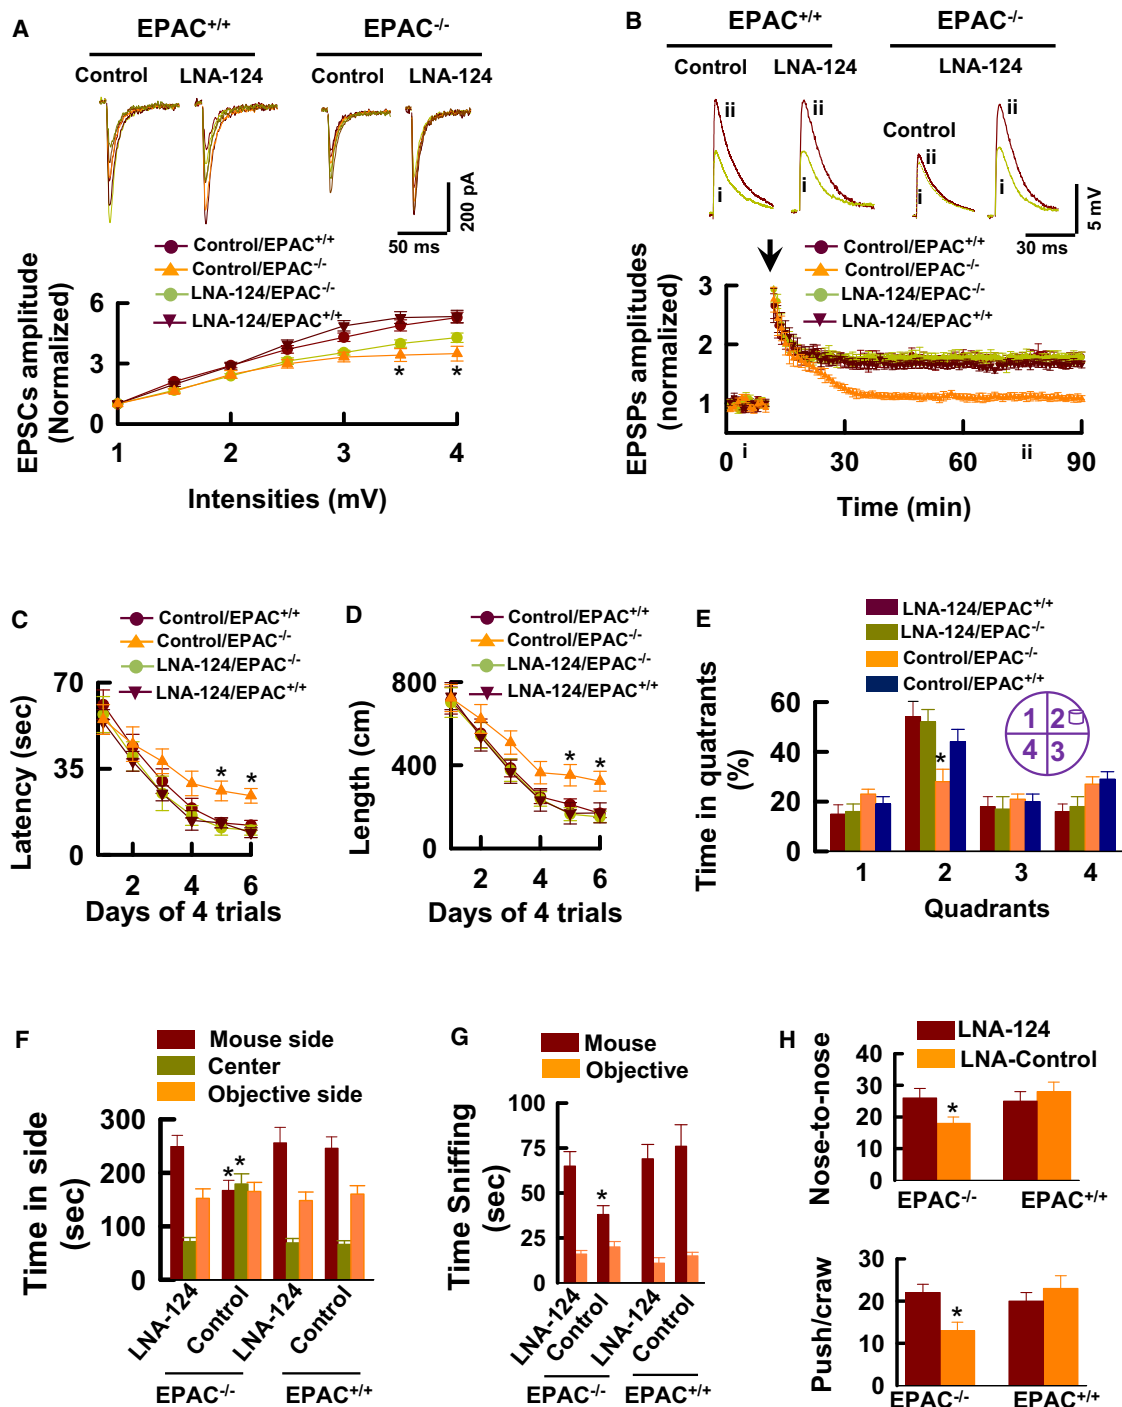 A
EPAC+/+
EPAC-/-
Control
LNA-124
Control
LNA-124
200 pA
50 ms
Control/EPAC+/+
Control/EPAC-/-
LNA-124/EPAC-/-
LNA-124/EPAC+/+
EPSCs amplitude
(Normalized)
6
3
0
*
*
1
2
3
4
Intensities (mV)
B
EPAC+/+
EPAC-/-
Control
LNA-124
LNA-124
ii
i
ii
i
Control
ii
i
ii
i
5 mV
30 ms
Control/EPAC+/+
Control/EPAC-/-
LNA-124/EPAC-/-
LNA-124/EPAC+/+
EPSPs amplitudes
(normalized)
3
2
1
0
i
30
60
ii
90
Time (min)
C
Control/EPAC+/+
Control/EPAC-/-
LNA-124/EPAC-/-
LNA-124/EPAC+/+
Latency (sec)
70
35
0
*
*
2
4
6
Days of 4 trials
D
Control/EPAC+/+
Control/EPAC-/-
LNA-124/EPAC-/-
LNA-124/EPAC+/+
Length (cm)
800
400
0
*
*
2
4
6
Days of 4 trials
E
LNA-124/EPAC+/+
LNA-124/EPAC-/-
Control/EPAC-/-
Control/EPAC+/+
Time in quatrants
(%)
60
40
20
0
*
1
2
4
3
1
2
3
4
Quadrants
F
Mouse side
Center
Objective side
Time in side
(sec)
300
200
100
0
*
*
LNA-124
Control
LNA-124
Control
EPAC-/-
EPAC+/+
G
Mouse
Objective
Time Sniffing
(sec)
100
75
50
25
0
*
LNA-124
Control
LNA-124
Control
EPAC-/-
EPAC+/+
H
LNA-124
LNA-Control
Nose-to-nose
40
30
20
10
0
*
EPAC-/-
EPAC+/+
Push/craw
30
20
10
0
*
EPAC-/-
EPAC+/+